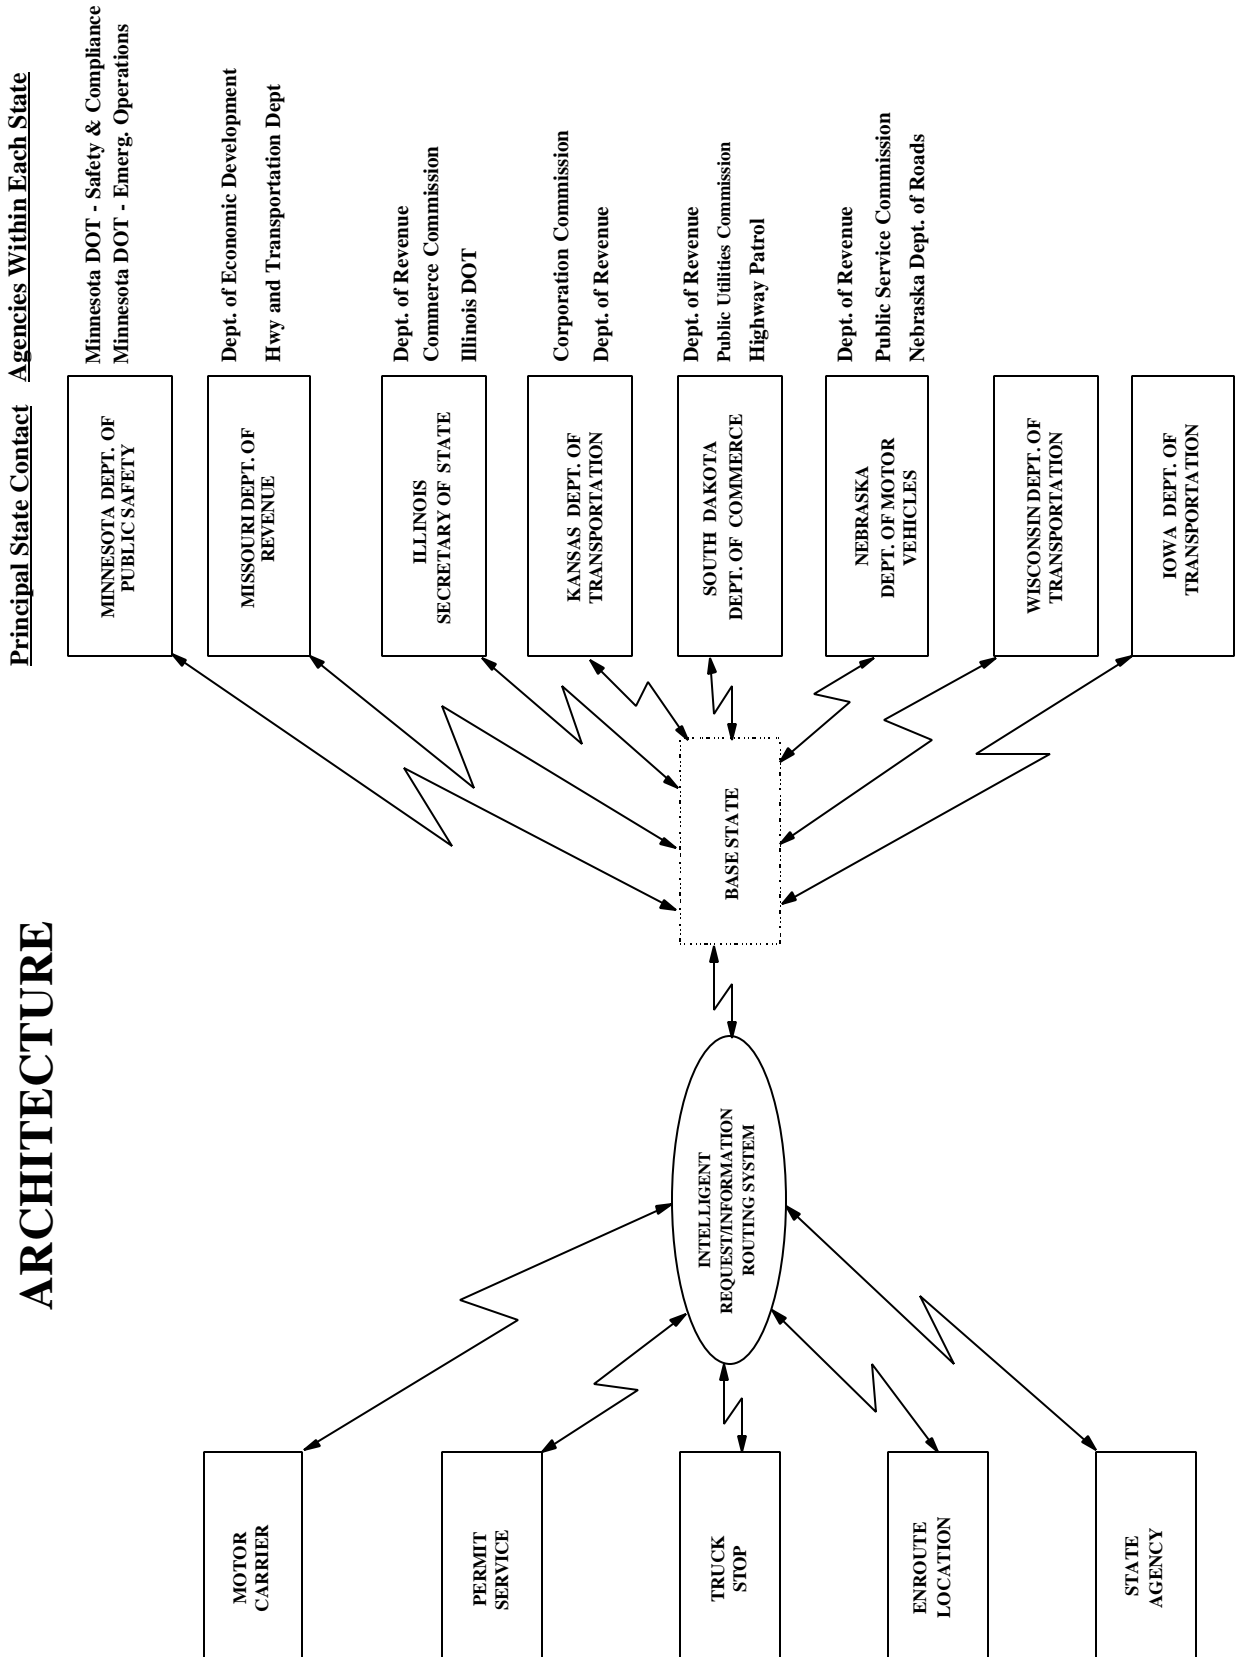 ARCHITECTURE
Principal State Contact
Agencies Within Each State
MOTOR
CARRIER
PERMIT
SERVICE
TRUCK
STOP
ENROUTE
LOCATION
STATE
AGENCY
INTELLIGENT
REQUEST/INFORMATION
ROUTING SYSTEM
BASE STATE
MINNESOTA DEPT. OF
PUBLIC SAFETY
Minnesota DOT - Safety & Compliance
Minnesota DOT - Emerg. Operations
MISSOURI DEPT. OF
REVENUE
Dept. of Economic Development
Hwy and Transportation Dept
ILLINOIS
SECRETARY OF STATE
Dept. of Revenue
Commerce Commission
Illinois DOT
KANSAS DEPT. OF
TRANSPORTATION
Corporation Commission
Dept. of Revenue
SOUTH DAKOTA
DEPT. OF COMMERCE
Dept. of Revenue
Public Utilities Commission
Highway Patrol
NEBRASKA
DEPT. OF MOTOR
VEHICLES
Dept. of Revenue
Public Service Commission
Nebraska Dept. of Roads
WISCONSIN DEPT. OF
TRANSPORTATION
IOWA DEPT. OF
TRANSPORTATION